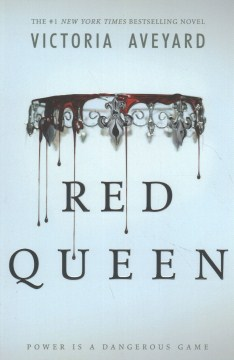 THE #1 NEW YORK TIMES BESTSELLING NOVEL
VICTORIA AVEYARD
RED
QUEEN
POWER IS A DANGEROUS GAME